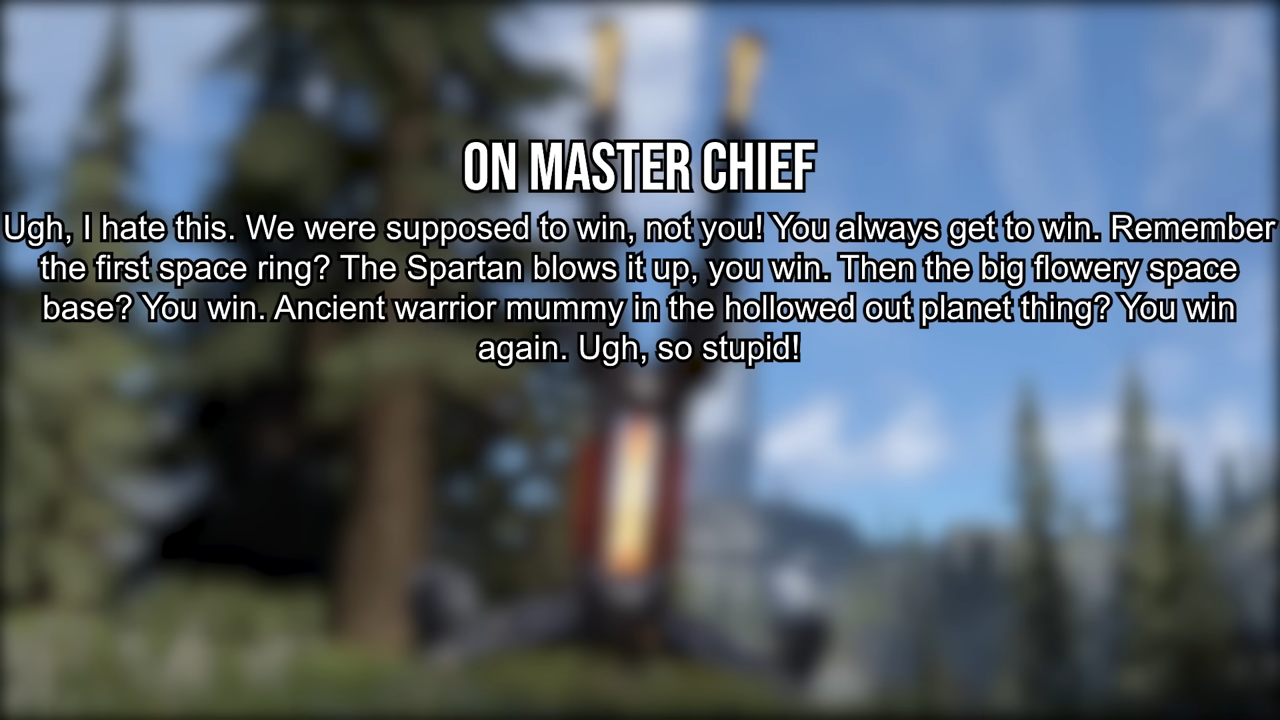 ON MASTER CHIEF
Ugh, I hate this. We were supposed to win, not you! You always get to win. Remember
the first space ring? The Spartan blows it up, you win. Then the big flowery space
base? You win. Ancient warrior mummy in the hollowed out planet thing? You win
again. Ugh, so stupid!